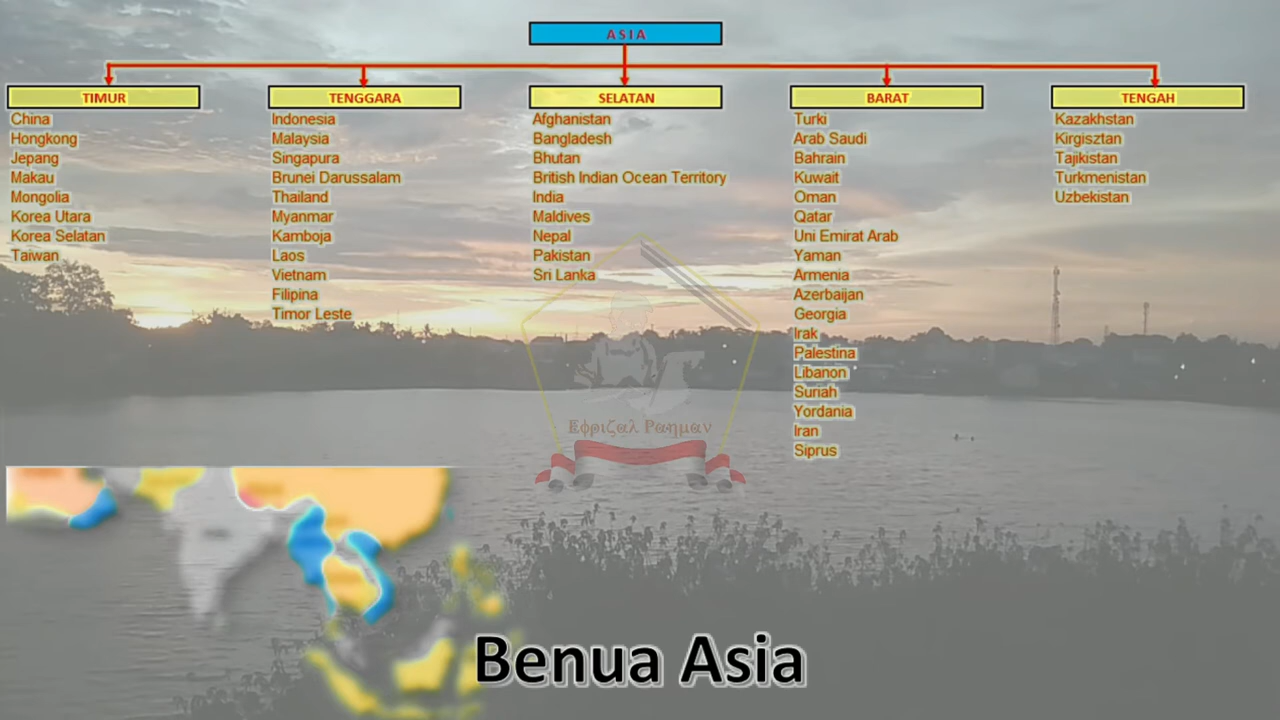 ASIA
TIMUR
China
Hongkong
Jepang
Makau
Mongolia
Korea Utara
Korea Selatan
Taiwan
TENGGARA
Indonesia
Malaysia
Singapura
Brunei Darussalam
Thailand
Myanmar
Kamboja
Laos
Vietnam
Filipina
Timor Leste
SELATAN
Afghanistan
Bangladesh
Bhutan
British Indian Ocean Territory
India
Maldives
Nepal
Pakistan
Sri Lanka
BARAT
Turki
Arab Saudi
Bahrain
Kuwait
Oman
Qatar
Uni Emirat Arab
Yaman
Armenia
Azerbaijan
Georgia
Irak
Palestina
Libanon
Suriah
Yordania
Iran
Siprus
TENGAH
Kazakhstan
Kirgisztan
Tajikistan
Turkmenistan
Uzbekistan
Εφριζαλ Ραημαν
Benua Asia